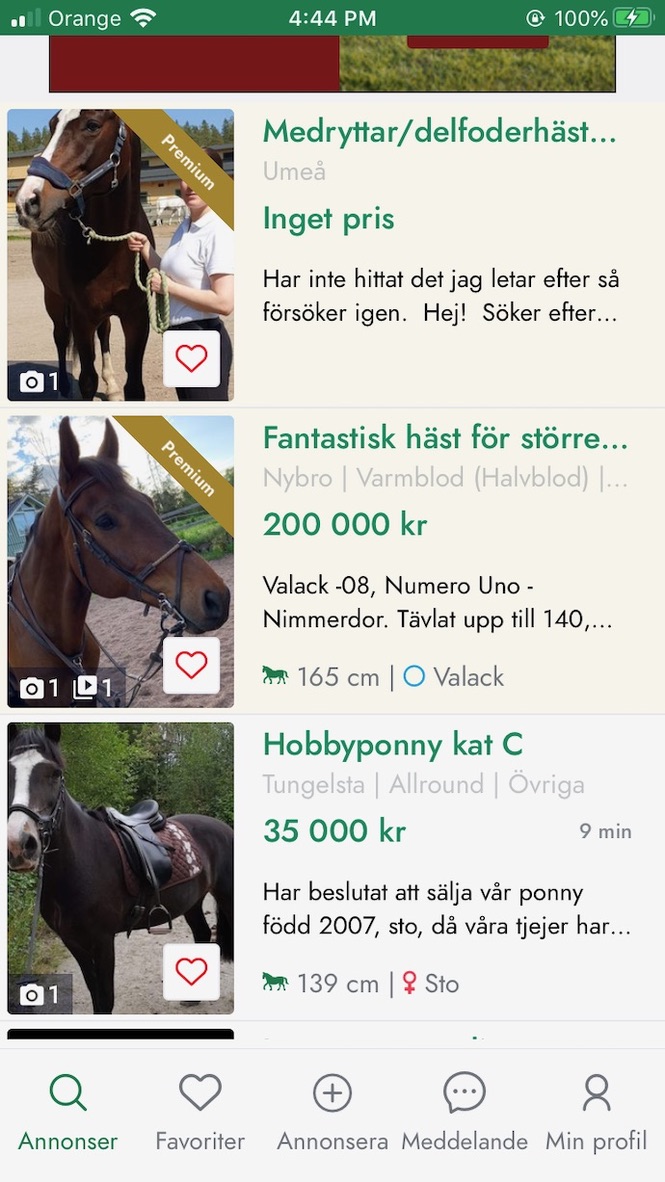 Orange 4:44 PM 100%
Premium
Medryttar/delfoderhäst...
Umeå
Inget pris
Har inte hittat det jag letar efter så
försöker igen.  Hej!  Söker efter...
1
Premium
Fantastisk häst för större...
Nybro | Varmblod (Halvblod) |...
200 000 kr
Valack -08, Numero Uno -
Nimmerdor. Tävlat upp till 140,...
1 1
165 cm | Valack
Hobbyponny kat C
Tungelsta | Allround | Övriga
35 000 kr 9 min
Har beslutat att sälja vår ponny
född 2007, sto, då våra tjejer har...
1
139 cm | Sto
Annonser Favoriter Annonsera Meddelande Min profil